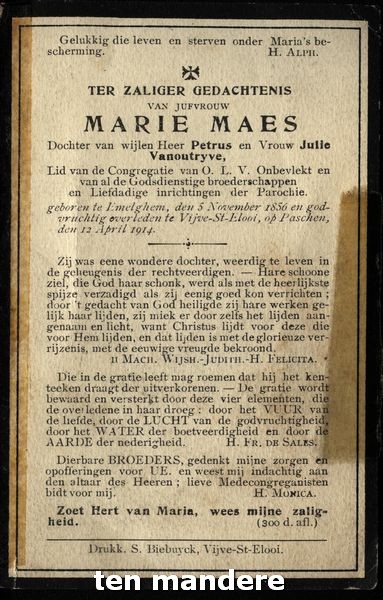 Gelukkig die leven en sterven onder Maria's be-
scherming. H. ALPH.
TER ZALIGER GEDACHTENIS
VAN JUFVROUW
MARIE MAES
Dochter van wijlen Heer Petrus en Vrouw Julie
Vanoutryve,
Lid van de Congregatie van O. L. V. Onbevlekt en
van al de Godsdienstige broederschappen
en Liefdadige inrichtingen der Parochie.
geboren te Emelghem, den 5 November 1856 en god-
vruchtig overleden te Vijve-St-Elooi, op Paschen,
den 12 April 1914.
Zij was eene wondere dochter, weerdig te leven in
de geheugenis der rechtveerdigen. — Hare schoone
ziel, die God haar schonk, werd als met de heerlijkste
spijze verzadigd als zij eenig goed kon verrichten ;
door 't gedacht van God heiligde zij hare werken gelij-
k haar lijden, zij miek er door zelfs het lijden aan-
genaam en licht, want Christus lijdt voor deze die
voor Hem lijden, en dat lijden is met de glorieuze ver-
rijzenis, met de eeuwige vreugde bekroond.
II MACH. WIJSH.-JUDITH-H. FELICITA.
Die in de gratie leeft mag roemen dat hij het ken-
teeken draagt der uitverkorenen. — De gratie wordt
bewaard en versterkt door deze vier elementen, die
de overledene in haar droeg : door het VUUR van
de liefde, door de LUCHT van de godvruchtigheid,
door het WATER der boetveerdigheid en door de
AARDE der nederigheid. H. FR. DE SALES.
Dierbare BROEDERS, gedenkt mijne zorgen en
opofferingen voor UE. en weest mij indachtig aan
den altaar des Heeren ; lieve Medecongreganisten
bidt voor mij. H. MONICA.
Zoet Hert van Maria, wees mijne zalig-
heid. (300 d. afl.)
Drukk. S. Biebuyck, Vijve-St-Elooi.
ten mandere